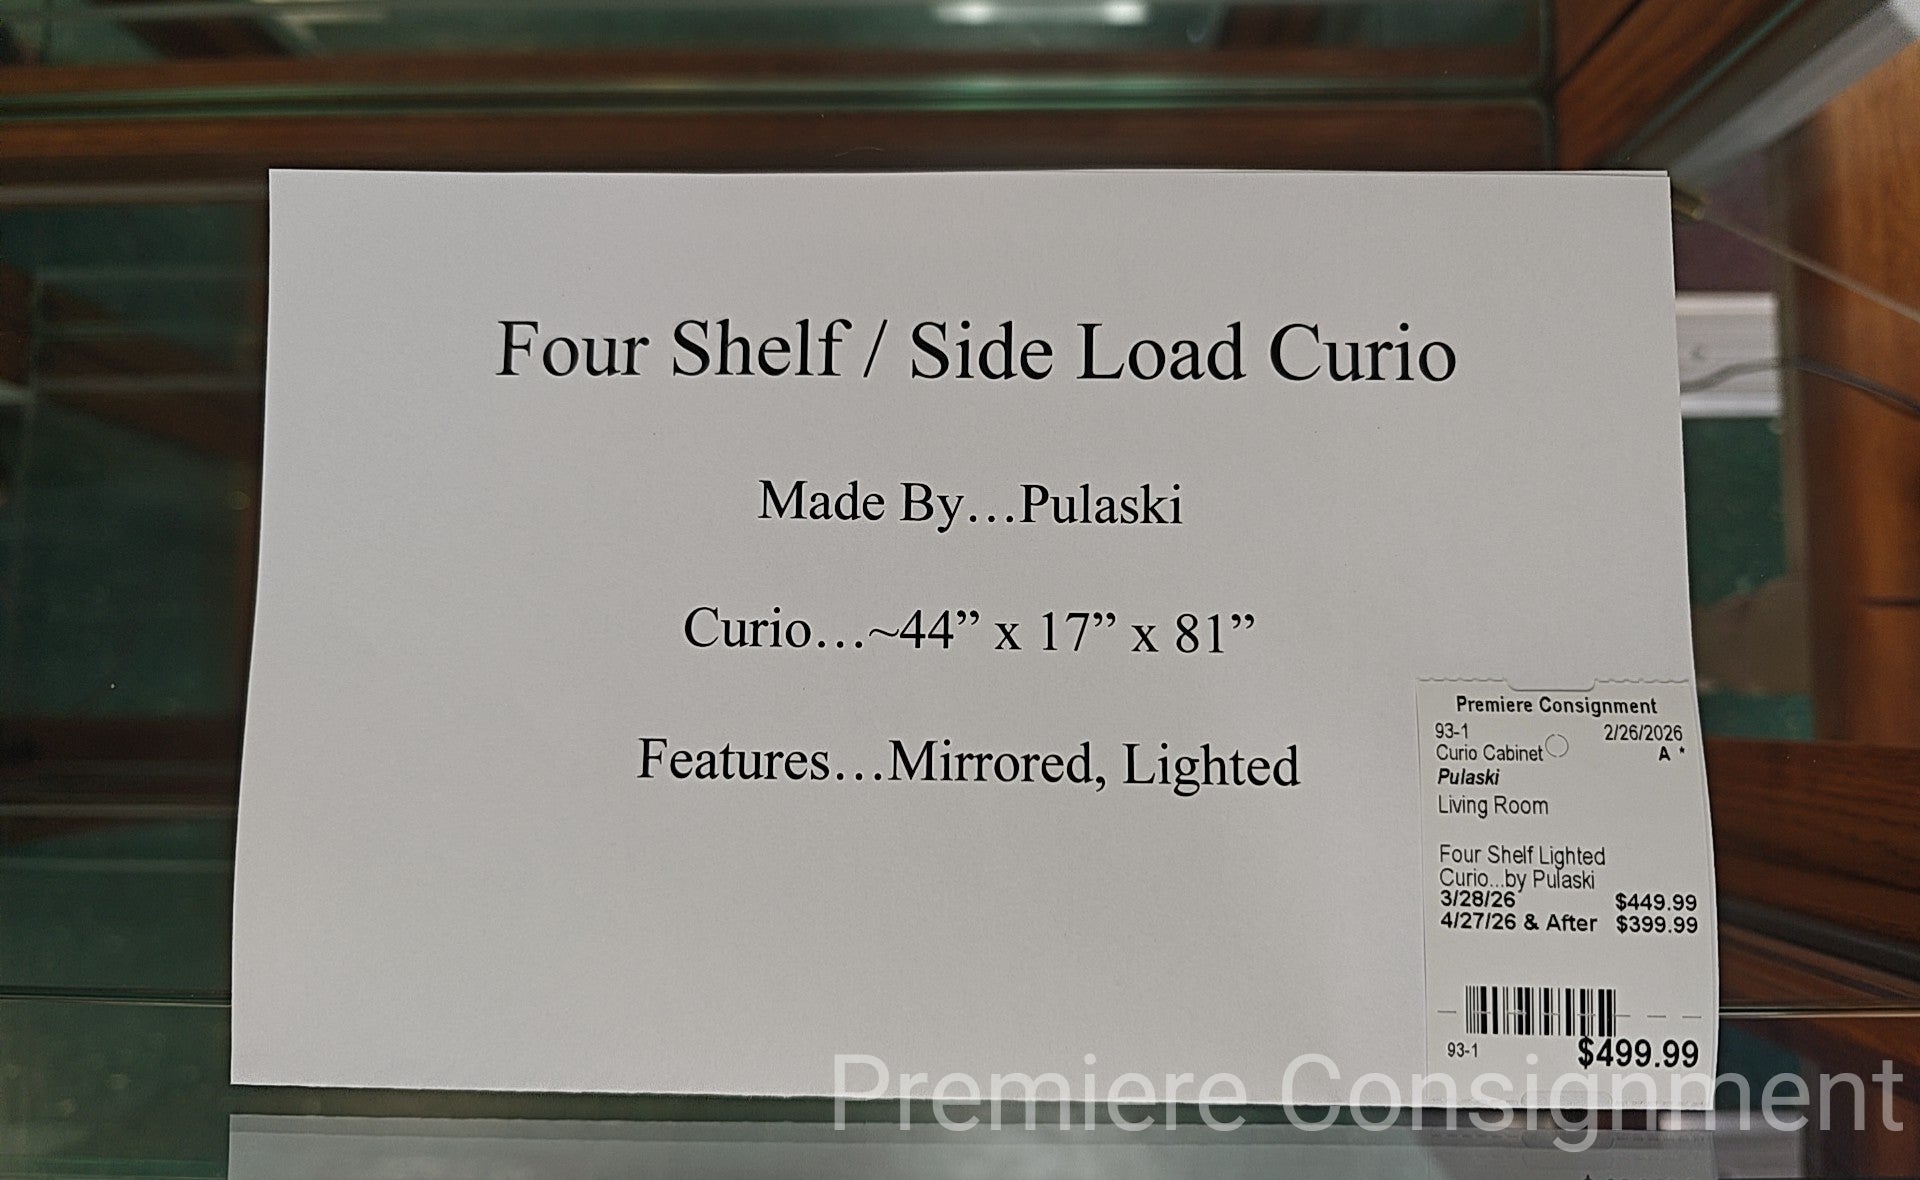 Four Shelf / Side Load Curio
Made By…Pulaski
Curio…~44” x 17” x 81”
Features…Mirrored, Lighted
Premiere Consignment
93-1 2/26/2026
Curio Cabinet A *
Pulaski
Living Room
Four Shelf Lighted
Curio...by Pulaski
3/28/26 $449.99
4/27/26 & After $399.99
93-1 $499.99
Premiere Consignment